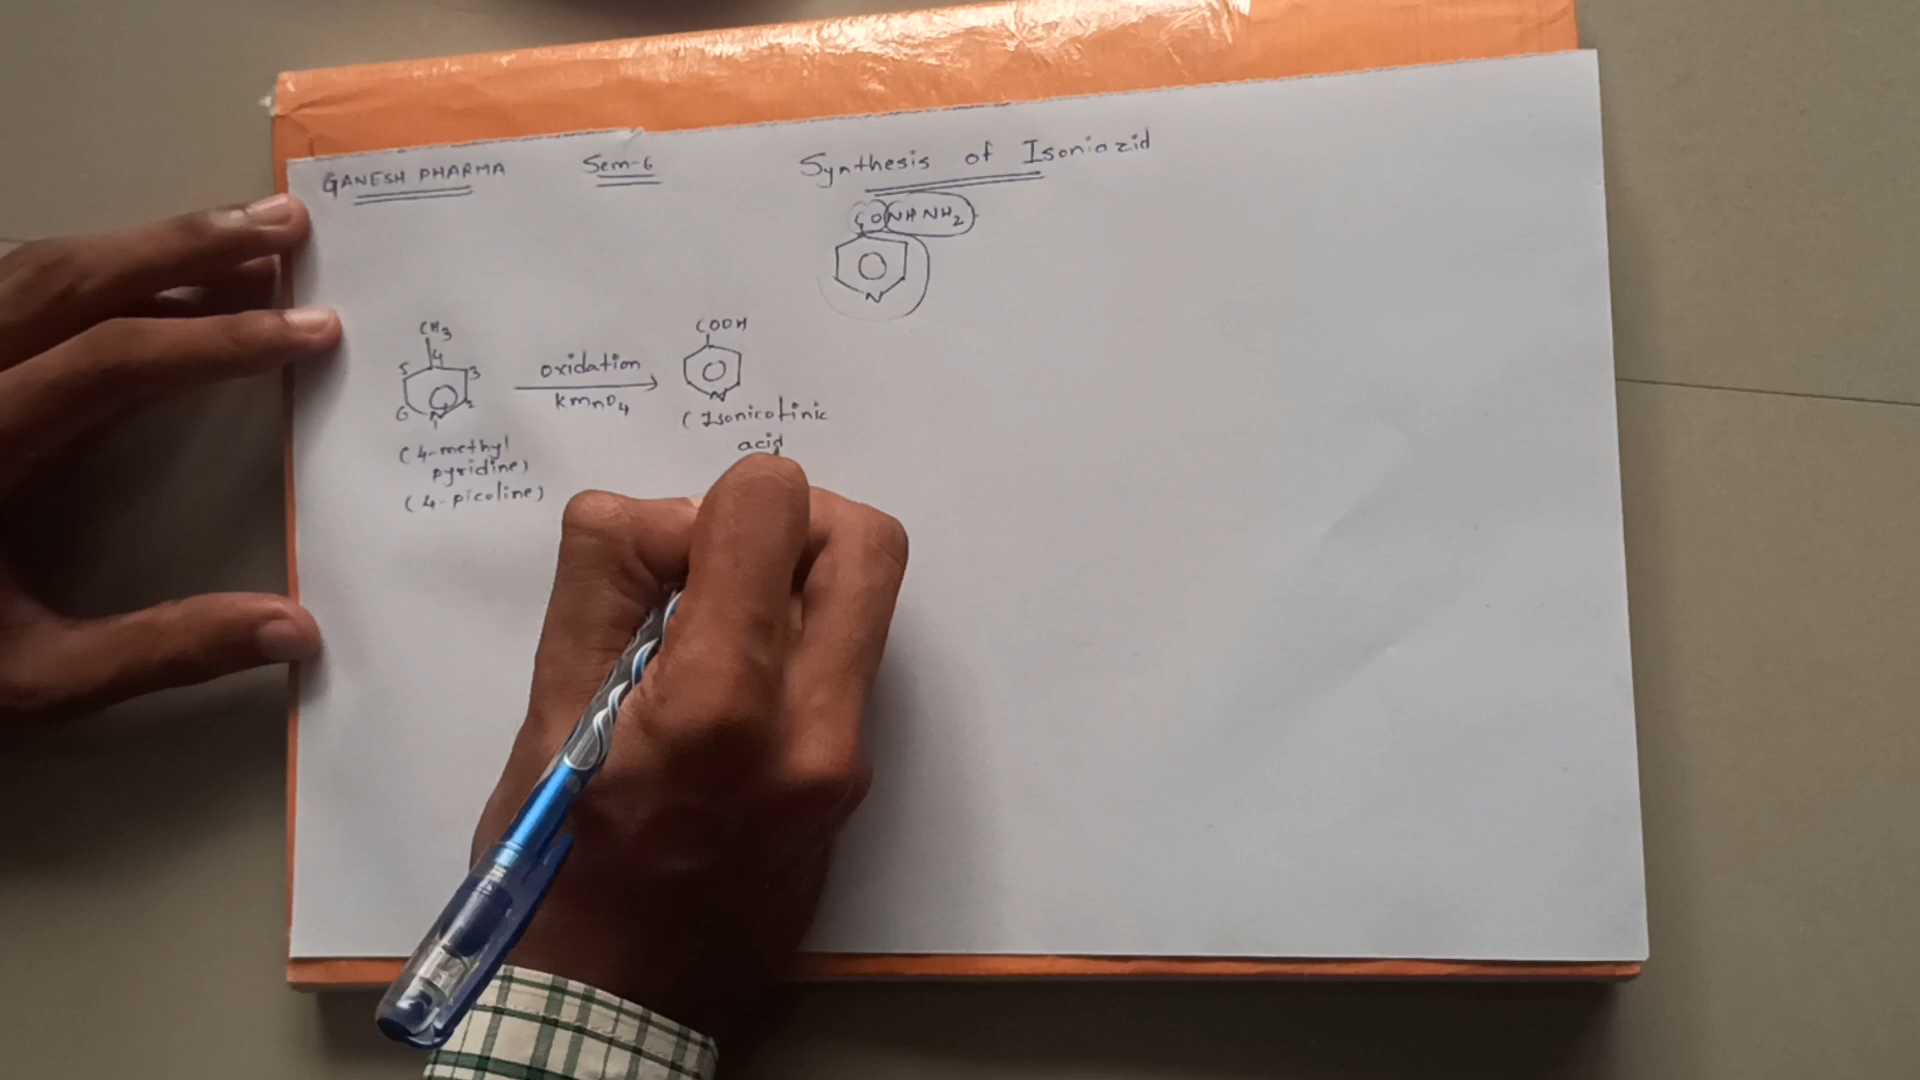 GANESH PHARMA
Sem-6
Synthesis of Isoniazid
CONHNH2
N
CH3
4
5
3
6
2
N
1
(4-methyl
pyridine)
(4-picoline)
oxidation
KmnO4
COOH
N
(Isonicotinic
acid